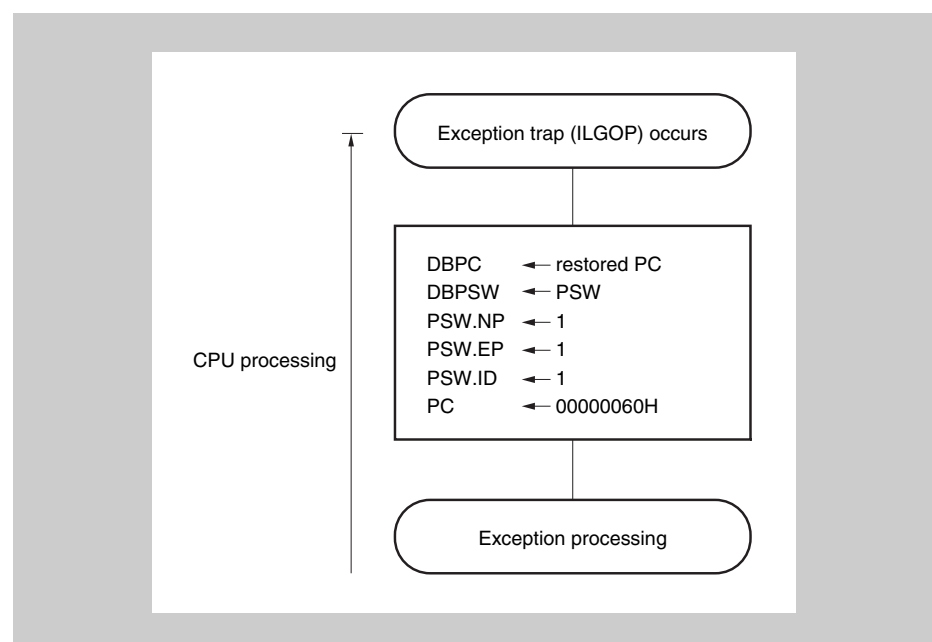 Exception trap (ILGOP) occurs
DBPC ← restored PC
DBPSW ← PSW
PSW.NP ← 1
PSW.EP ← 1
PSW.ID ← 1
PC ← 00000060H
CPU processing
Exception processing